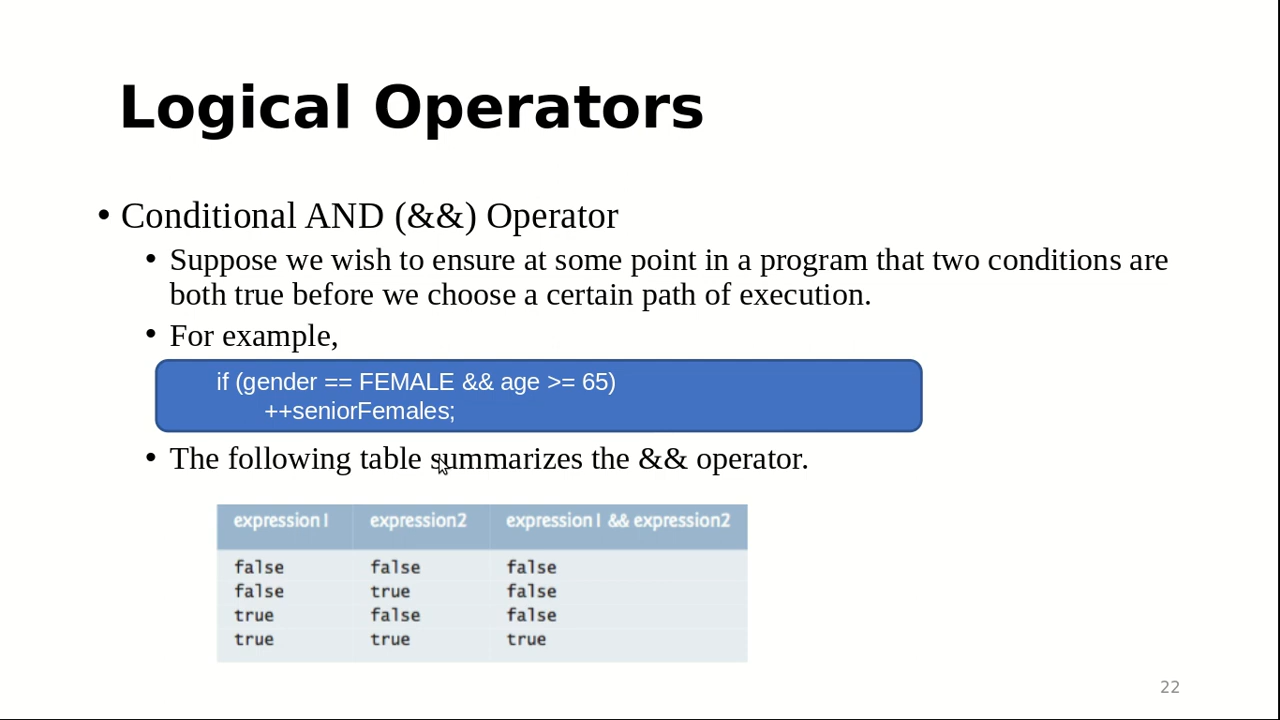 Logical Operators
• Conditional AND (&&) Operator
• Suppose we wish to ensure at some point in a program that two conditions are
both true before we choose a certain path of execution.
• For example,
if (gender == FEMALE && age >= 65)
++seniorFemales;
• The following table summarizes the && operator.
expression1 expression2 expression1 && expression2
false false false
false true false
true false false
true true true
22